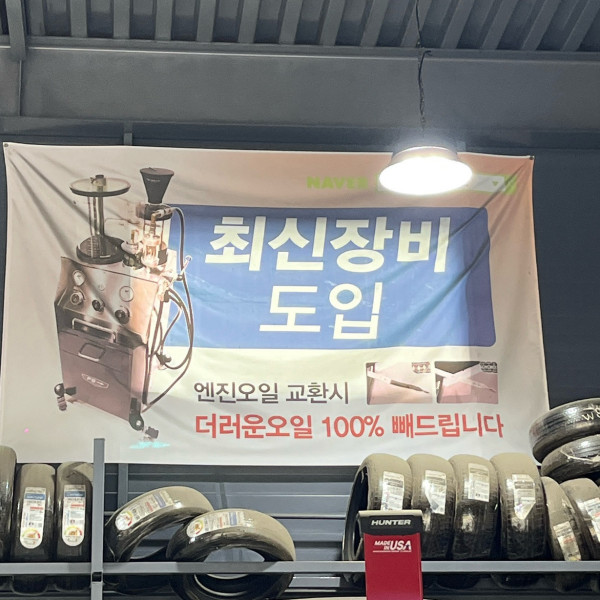 NAVER
최신장비
도입
엔진오일 교환시
더러운오일 100% 빼드립니다
HUNTER
MADE IN USA